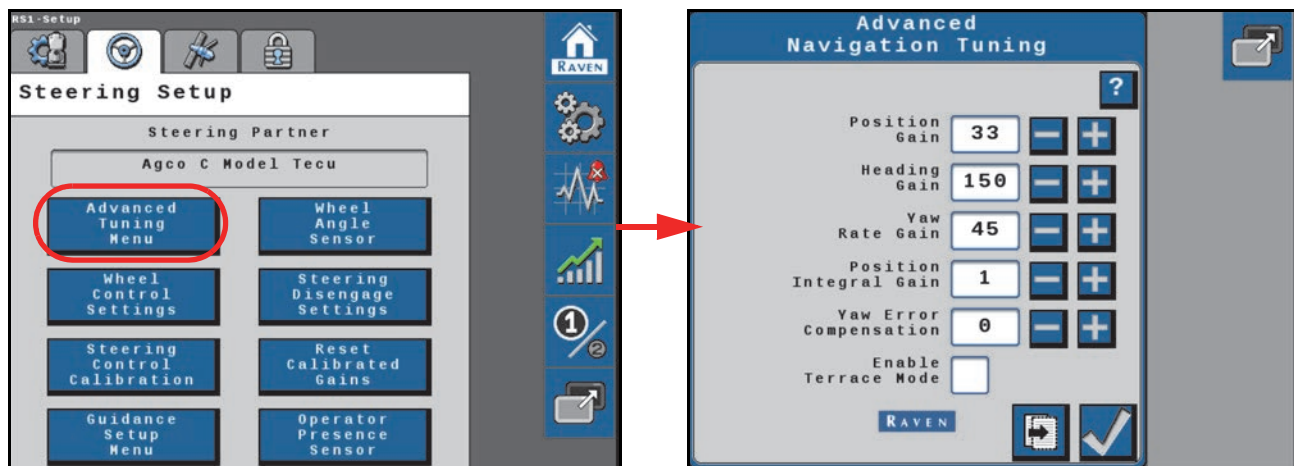 RS1-Setup
RAVEN
Steering Setup
Steering Partner
Agco C Model Tecu
Advanced
Tuning
Menu
Wheel
Angle
Sensor
Wheel
Control
Settings
Steering
Disengage
Settings
Steering
Control
Calibration
Reset
Calibrated
Gains
Guidance
Setup
Menu
Operator
Presence
Sensor
1/2
Advanced
Navigation Tuning
?
Position
Gain 33 - +
Heading
Gain 150 - +
Yaw
Rate Gain 45 - +
Position
Integral Gain 1 - +
Yaw Error
Compensation 0 - +
Enable
Terrace Mode
RAVEN